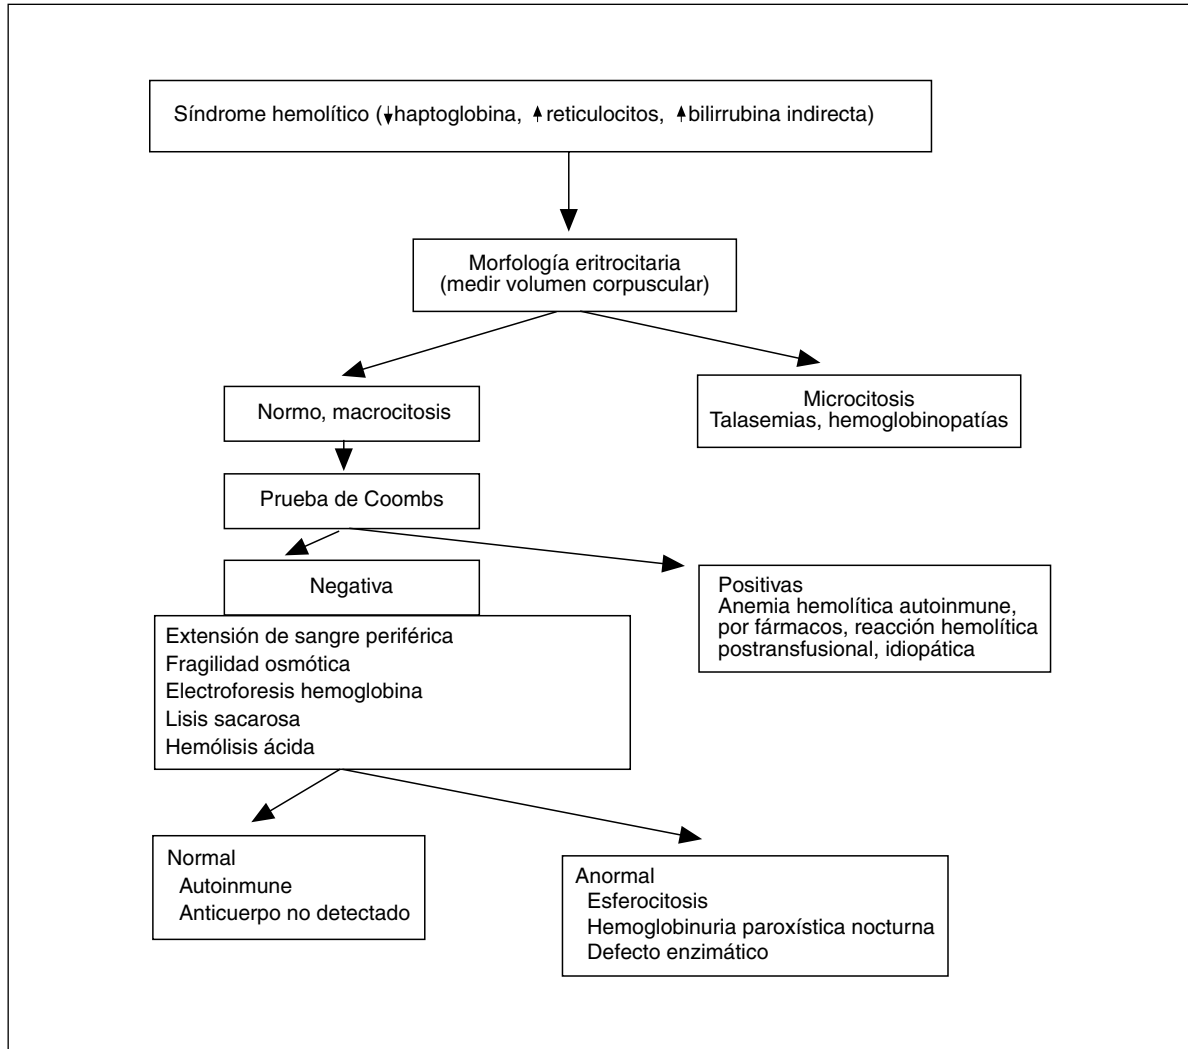 Síndrome hemolítico (↓haptoglobina, ↑reticulocitos, ↑bilirrubina indirecta)
Morfología eritrocitaria
(medir volumen corpuscular)
Normo, macrocitosis
Microcitosis
Talasemias, hemoglobinopatías
Prueba de Coombs
Negativa
Positivas
Anemia hemolítica autoinmune,
por fármacos, reacción hemolítica
postransfusional, idiopática
Extensión de sangre periférica
Fragilidad osmótica
Electroforesis hemoglobina
Lisis sacarosa
Hemólisis ácida
Normal
Autoinmune
Anticuerpo no detectado
Anormal
Esferocitosis
Hemoglobinuria paroxística nocturna
Defecto enzimático